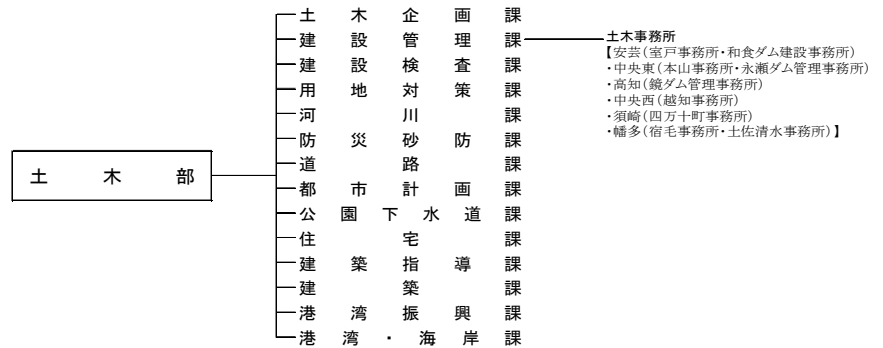 土木部
土木企画課
建設管理課
建設検査課
用地対策課
河川課
防災砂防課
道路課
都市計画課
公園下水道課
住宅課
建築指導課
建築課
港湾振興課
港湾・海岸課
土木事務所
【安芸(室戸事務所・和食ダム建設事務所)
・中央東(本山事務所・永瀬ダム管理事務所)
・高知(鏡ダム管理事務所)
・中央西(越知事務所)
・須崎(四万十町事務所)
・幡多(宿毛事務所・土佐清水事務所)】